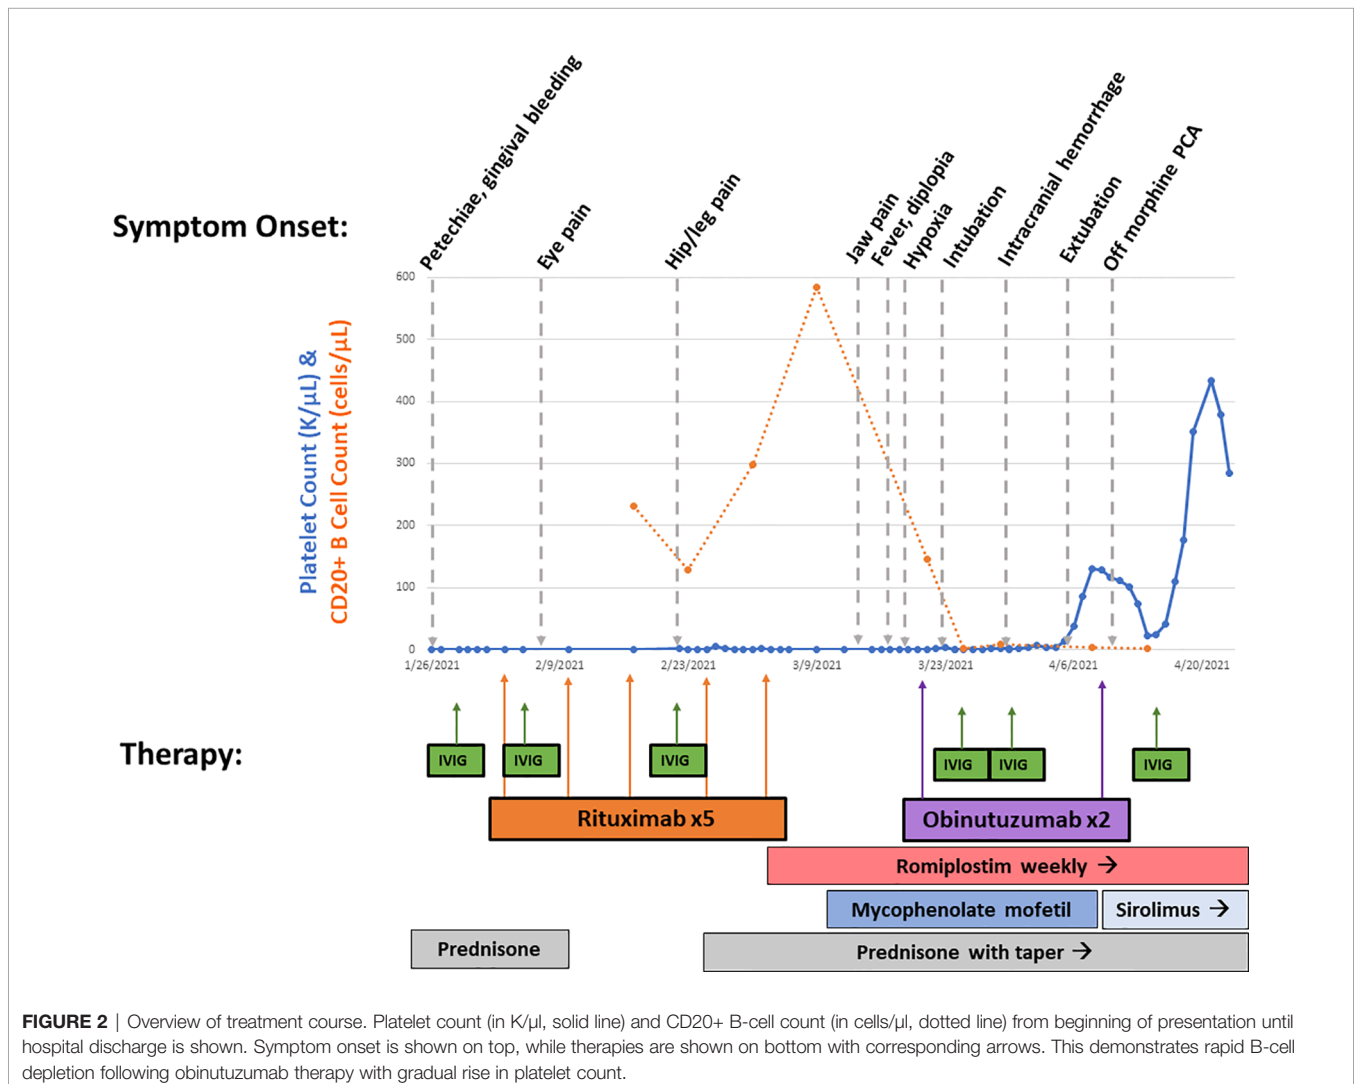 Symptom Onset:
Petechiae, gingival bleeding
Eye pain
Hip/leg pain
Jaw pain
Fever, diplopia
Hypoxia
Intubation
Intracranial hemorrhage
Extubation
Off morphine PCA
Platelet Count (K/µL) &
CD20+ B Cell Count (cells/µL)
600
500
400
300
200
100
0
1/26/2021 2/9/2021 2/23/2021 3/9/2021 3/23/2021 4/6/2021 4/20/2021
Therapy:
IVIG IVIG IVIG IVIG IVIG IVIG
Rituximab x5 Obinutuzumab x2
Romiplostim weekly →
Mycophenolate mofetil Sirolimus →
Prednisone Prednisone with taper →
FIGURE 2 | Overview of treatment course. Platelet count (in K/µl, solid line) and CD20+ B-cell count (in cells/µl, dotted line) from beginning of presentation until
hospital discharge is shown. Symptom onset is shown on top, while therapies are shown on bottom with corresponding arrows. This demonstrates rapid B-cell
depletion following obinutuzumab therapy with gradual rise in platelet count.